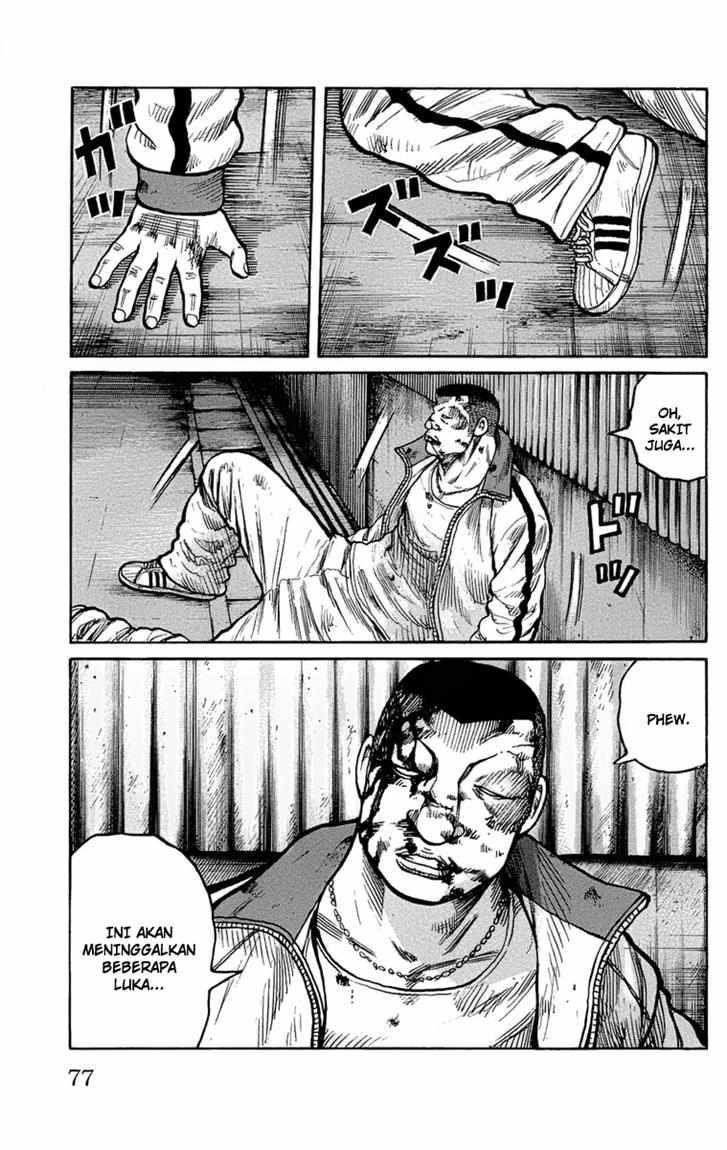 ズズッ
ガッ
OH,
SAKIT
JUGA...
ドッ
PHEW.
INI AKAN
MENINGGALKAN
BEBERAPA
LUKA...
77